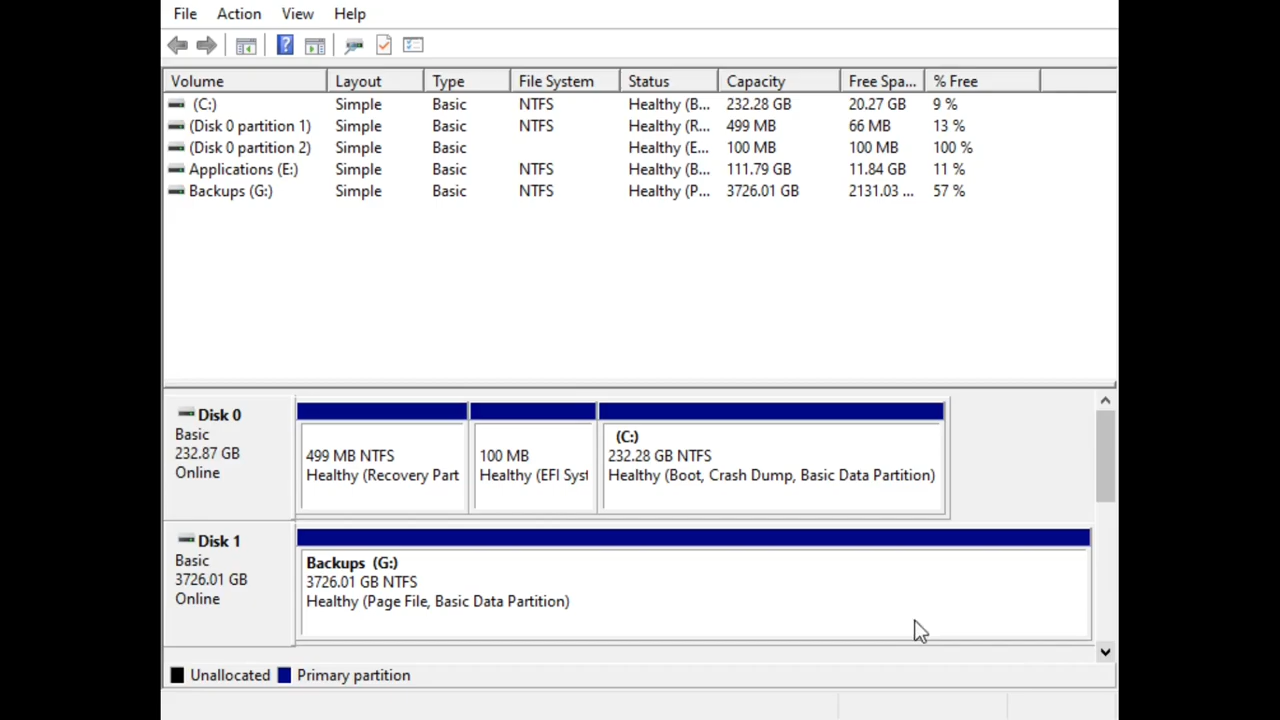 File Action View Help
Volume Layout Type File System Status Capacity Free Spa... % Free
(C:) Simple Basic NTFS Healthy (B... 232.28 GB 20.27 GB 9 %
(Disk 0 partition 1) Simple Basic NTFS Healthy (R... 499 MB 66 MB 13 %
(Disk 0 partition 2) Simple Basic Healthy (E... 100 MB 100 MB 100 %
Applications (E:) Simple Basic NTFS Healthy (B... 111.79 GB 11.84 GB 11 %
Backups (G:) Simple Basic NTFS Healthy (P... 3726.01 GB 2131.03 ... 57 %
Disk 0
Basic
232.87 GB
Online
499 MB NTFS
Healthy (Recovery Part
100 MB
Healthy (EFI Syst
(C:)
232.28 GB NTFS
Healthy (Boot, Crash Dump, Basic Data Partition)
Disk 1
Basic
3726.01 GB
Online
Backups (G:)
3726.01 GB NTFS
Healthy (Page File, Basic Data Partition)
Unallocated Primary partition